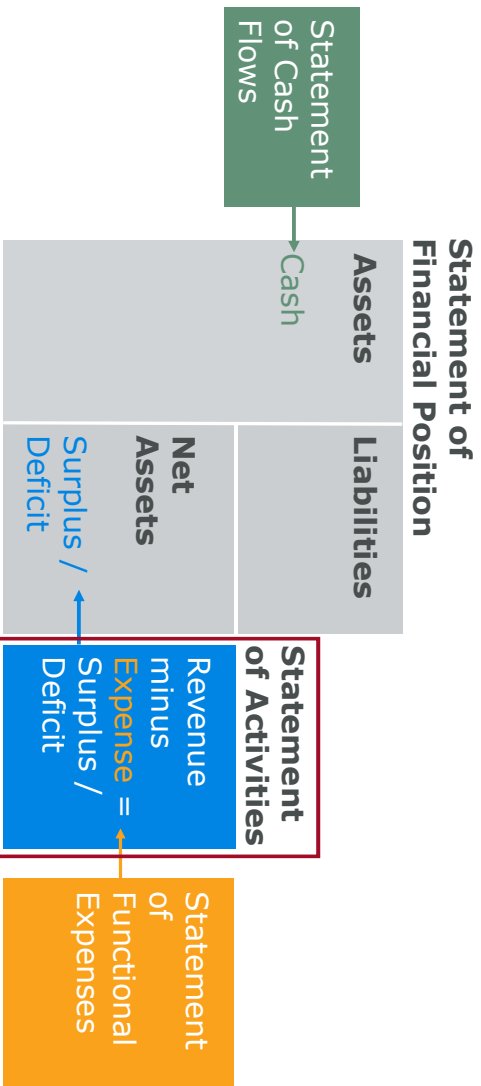 Statement of
Financial Position
Statement
of Cash
Flows
Cash
Assets
Liabilities
Net
Assets
Surplus /
Deficit
Statement
of Activities
Revenue
minus
Expense =
Surplus /
Deficit
Statement
of
Functional
Expenses